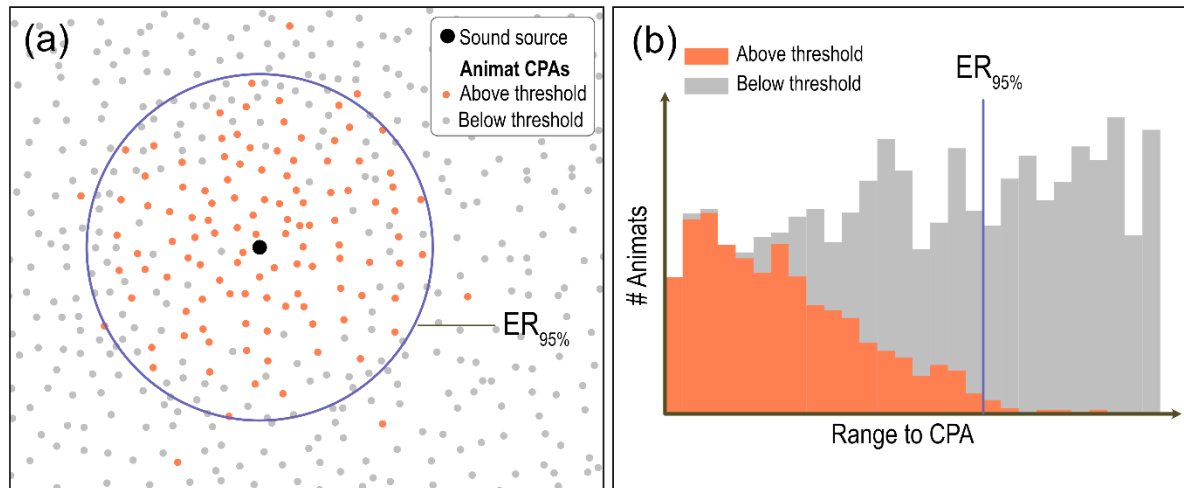 (a)
Sound source
Animat CPAs
Above threshold
Below threshold
ER95%
(b)
Above threshold
Below threshold
ER95%
# Animats
Range to CPA